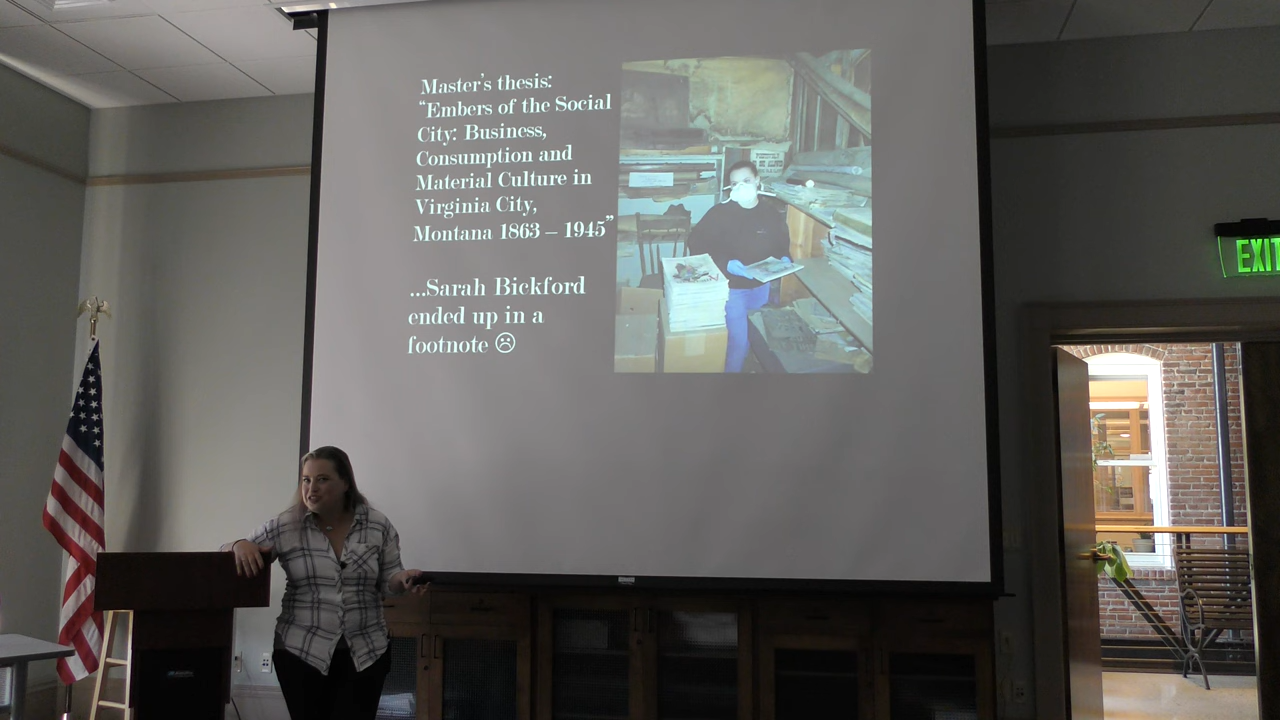 Master's thesis:
"Embers of the Social
City: Business,
Consumption and
Material Culture in
Virginia City,
Montana 1863 – 1945"
...Sarah Bickford
ended up in a
footnote ☹
EXIT